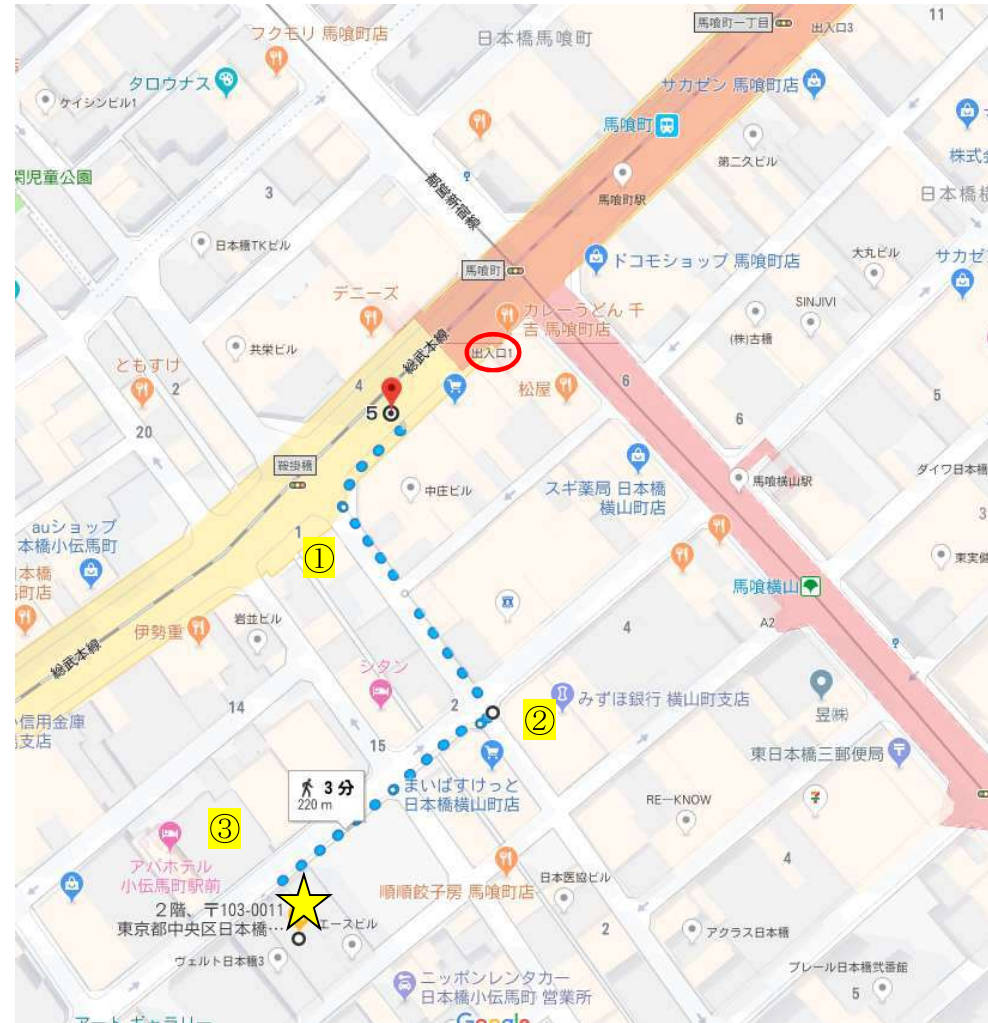 フクモリ 馬喰町店
日本橋馬喰町
馬喰町一丁目
出入口3
11
タロウナス
ケイシンビル1
サカゼン 馬喰町店
馬喰町
第二久ビル
株式
児童公園
3
都営新宿線
馬喰町駅
日本橋
日本橋TKビル
馬喰町
ドコモショップ 馬喰町店
大丸ビル
サカゼ
デニーズ
カレーうどん 千
吉 馬喰町店
SINJIVI
(株)古橋
共栄ビル
総武本線
出入口1
ともすけ
2
4
5
松屋
6
6
5
20
鞍掛橋
中庄ビル
スギ薬局 日本橋
横山町店
馬喰横山駅
ダイワ日本橋
auショップ
本橋小伝馬町
1
①
3
本橋
町店
東実健
馬喰横山
伊勢重
岩並ビル
4
A2
総武本線
シタン
14
2
②
みずほ銀行 横山町支店
昱㈱
信用金庫
支店
15
東日本橋三郵便局
3 分
220 m
まいばすけっと
日本橋横山町店
RE-KNOW
③
アパホテル
小伝馬町駅前
4
順順餃子房 馬喰町店
日本医協ビル
2階、〒103-0011
東京都中央区日本橋…
エースビル
2
アクラス日本橋
ヴェルト日本橋3
ニッポンレンタカー
日本橋小伝馬町 営業所
プレール日本橋弐番館
5
アート ギャラリー
Google